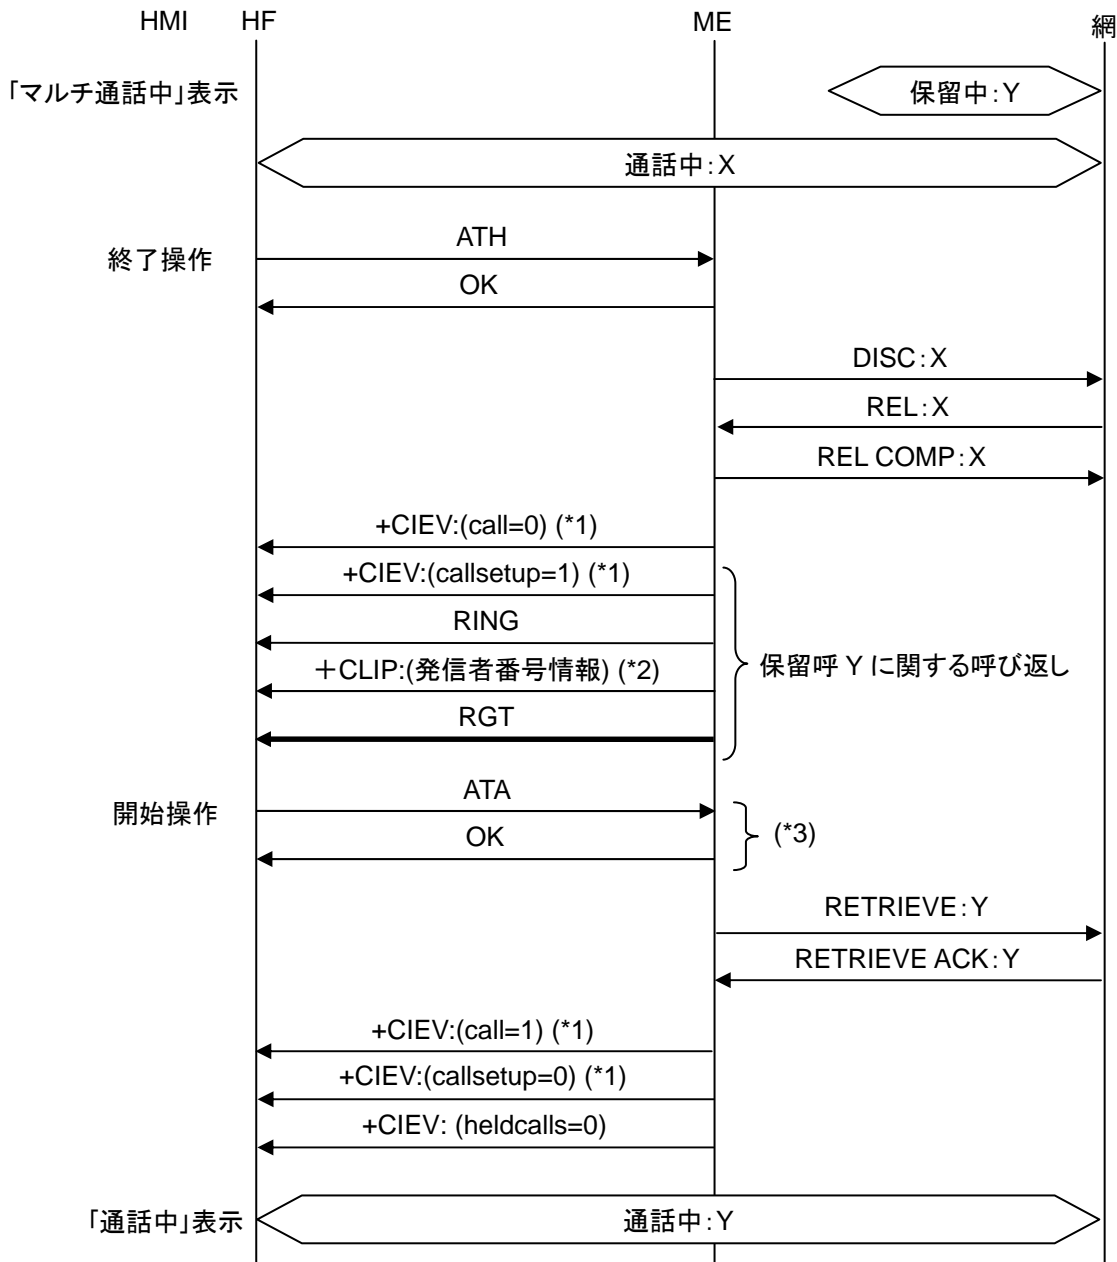 HMI HF ME 網
「マルチ通話中」表示 保留中：Y
通話中：X
終了操作 ATH
OK
DISC：X
REL：X
REL COMP：X
+CIEV:(call=0) (*1)
+CIEV:(callsetup=1) (*1)
RING
＋CLIP:(発信者番号情報) (*2) 保留呼 Y に関する呼び返し
RGT
開始操作 ATA
OK (*3)
RETRIEVE：Y
RETRIEVE ACK：Y
+CIEV:(call=1) (*1)
+CIEV:(callsetup=0) (*1)
+CIEV: (heldcalls=0)
「通話中」表示 通話中：Y